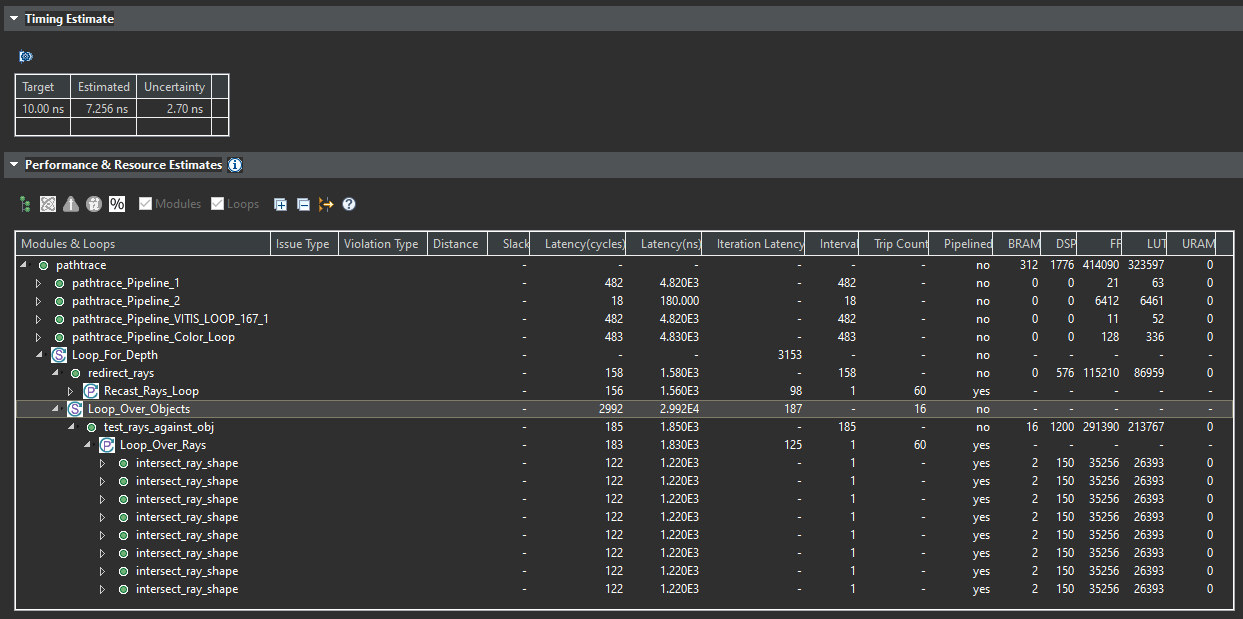 Timing Estimate
Target Estimated Uncertainty
10.00 ns 7.256 ns 2.70 ns
Performance & Resource Estimates
% Modules Loops
Modules & Loops Issue Type Violation Type Distance Slack Latency(cycles) Latency(ns) Iteration Latency Interval Trip Count Pipelined BRAM DSP FF LUT URAM
pathtrace - - - - - - no 312 1776 414090 323597 0
pathtrace_Pipeline_1 - 482 4.820E3 - 482 - no 0 0 21 63 0
pathtrace_Pipeline_2 - 18 180.000 - 18 - no 0 0 6412 6461 0
pathtrace_Pipeline_VITIS_LOOP_167_1 - 482 4.820E3 - 482 - no 0 0 11 52 0
pathtrace_Pipeline_Color_Loop - 483 4.830E3 - 483 - no 0 0 128 336 0
Loop_For_Depth - - - 3153 - - no - - - - -
redirect_rays - 158 1.580E3 - 158 - no 0 576 115210 86959 0
Recast_Rays_Loop - 156 1.560E3 98 1 60 yes - - - - -
Loop_Over_Objects - 2992 2.992E4 187 - 16 no - - - - -
test_rays_against_obj - 185 1.850E3 - 185 - no 16 1200 291390 213767 0
Loop_Over_Rays - 183 1.830E3 125 1 60 yes - - - - -
intersect_ray_shape - 122 1.220E3 - 1 - yes 2 150 35256 26393 0
intersect_ray_shape - 122 1.220E3 - 1 - yes 2 150 35256 26393 0
intersect_ray_shape - 122 1.220E3 - 1 - yes 2 150 35256 26393 0
intersect_ray_shape - 122 1.220E3 - 1 - yes 2 150 35256 26393 0
intersect_ray_shape - 122 1.220E3 - 1 - yes 2 150 35256 26393 0
intersect_ray_shape - 122 1.220E3 - 1 - yes 2 150 35256 26393 0
intersect_ray_shape - 122 1.220E3 - 1 - yes 2 150 35256 26393 0
intersect_ray_shape - 122 1.220E3 - 1 - yes 2 150 35256 26393 0